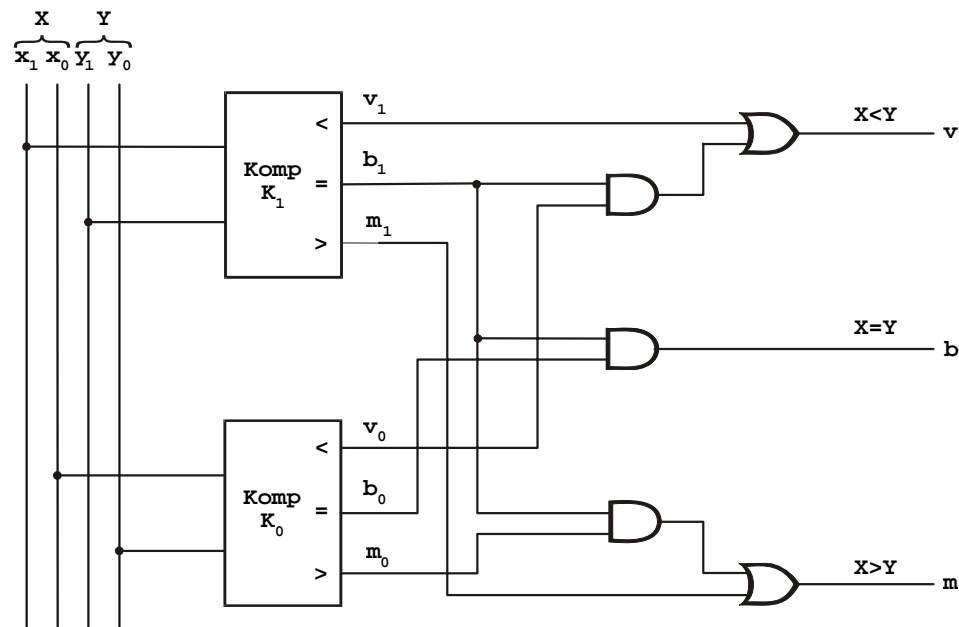 X Y
x1 x0 y1 y0
v1
<
X<Y
v
Komp
K1
b1
=
m1
>
X=Y
b
v0
<
Komp
K0
b0
=
m0
>
X>Y
m